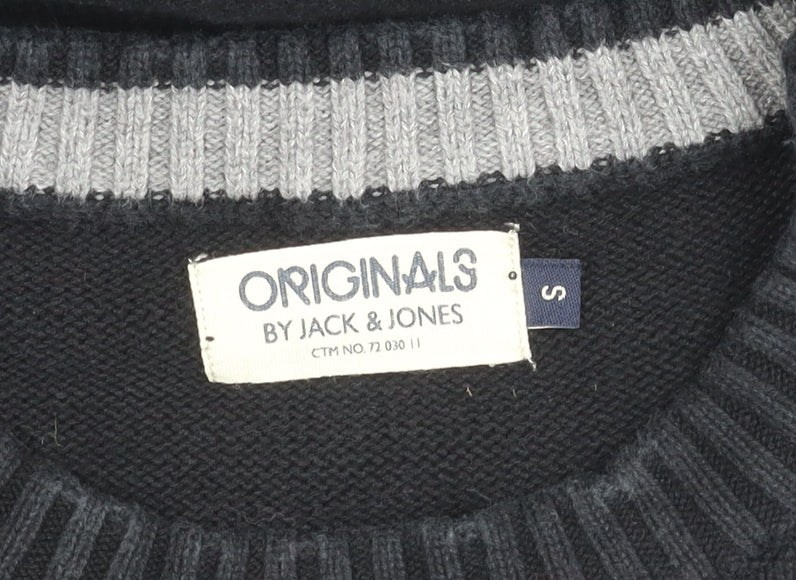 ORIGINALS
BY JACK & JONES
CTM NO. 72 030 11
S